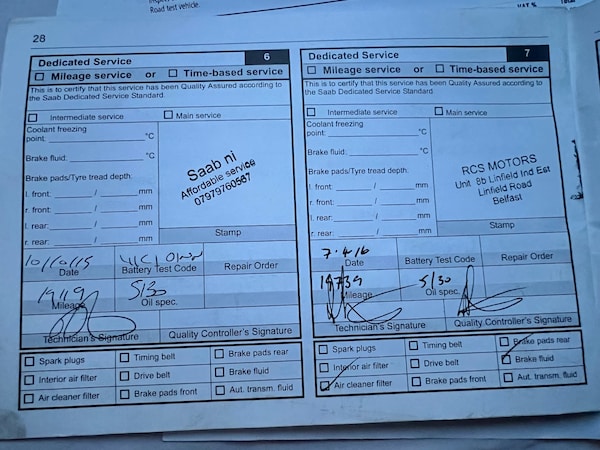 Road test vehicle.
VAT %
28
Dedicated Service 6
Mileage service or Time-based service
This is to certify that this service has been Quality Assured according to
the Saab Dedicated Service Standard.
Intermediate service Main service
Coolant freezing
point: °C
Brake fluid: °C
Brake pads/Tyre tread depth:
l. front: / mm
r. front: / mm
l. rear: / mm
r. rear: / mm
Saab ni
Affordable service
07979760567
Stamp
10/10/15
Date Battery Test Code Repair Order
5/30
Mileage Oil spec.
Technician's Signature Quality Controller's Signature
Spark plugs Timing belt Brake pads rear
Interior air filter Drive belt Brake fluid
Air cleaner filter Brake pads front Aut. transm. fluid
Dedicated Service 7
Mileage service or Time-based service
This is to certify that this service has been Quality Assured according to
the Saab Dedicated Service Standard.
Intermediate service Main service
Coolant freezing
point: °C
Brake fluid: °C
Brake pads/Tyre tread depth:
l. front: / mm
r. front: / mm
l. rear: / mm
r. rear: / mm
RCS MOTORS
Unit 8b Linfield Ind Est
Linfield Road
Belfast
Stamp
7.4.16
Date Battery Test Code Repair Order
5/30
Mileage Oil spec.
Technician's Signature Quality Controller's Signature
Spark plugs Timing belt Brake pads rear
Interior air filter Drive belt Brake fluid
Air cleaner filter Brake pads front Aut. transm. fluid